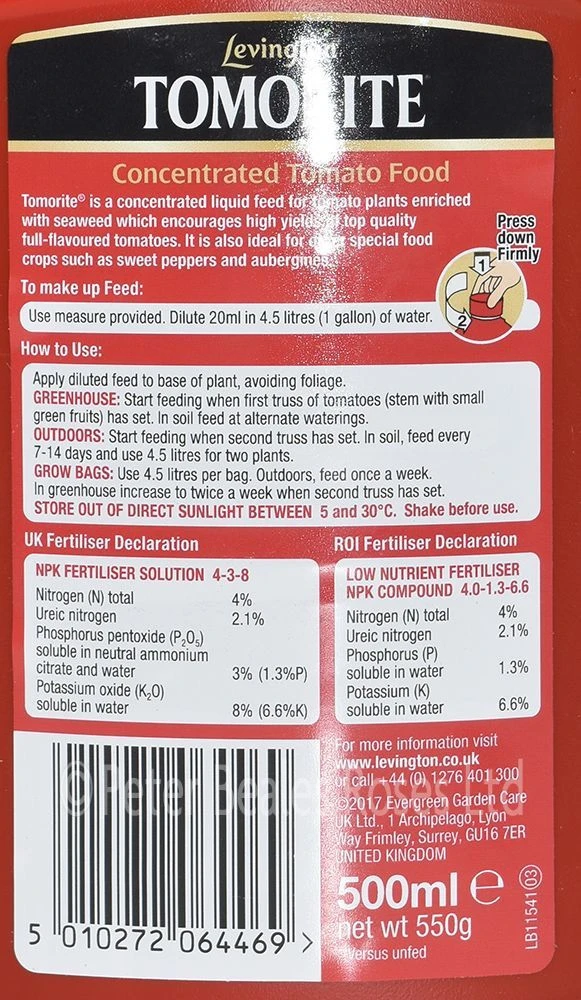 Levington
TOMORITE
Concentrated Tomato Food
Tomorite® is a concentrated liquid feed for tomato plants enriched
with seaweed which encourages high yields top quality
full-flavoured tomatoes. It is also ideal for other special food
crops such as sweet peppers and aubergines
Press
down
Firmly
1
2
To make up Feed:
Use measure provided. Dilute 20ml in 4.5 litres (1 gallon) of water.
How to Use:
Apply diluted feed to base of plant, avoiding foliage.
GREENHOUSE: Start feeding when first truss of tomatoes (stem with small
green fruits) has set. In soil feed at alternate waterings.
OUTDOORS: Start feeding when second truss has set. In soil, feed every
7-14 days and use 4.5 litres for two plants.
GROW BAGS: Use 4.5 litres per bag. Outdoors, feed once a week.
In greenhouse increase to twice a week when second truss has set.
STORE OUT OF DIRECT SUNLIGHT BETWEEN 5 and 30°C. Shake before use.
UK Fertiliser Declaration
NPK FERTILISER SOLUTION 4-3-8
Nitrogen (N) total 4%
Ureic nitrogen 2.1%
Phosphorus pentoxide (P₂O₅)
soluble in neutral ammonium
citrate and water 3% (1.3%P)
Potassium oxide (K₂O)
soluble in water 8% (6.6%K)
ROI Fertiliser Declaration
LOW NUTRIENT FERTILISER
NPK COMPOUND 4.0-1.3-6.6
Nitrogen (N) total 4%
Ureic nitrogen 2.1%
Phosphorus (P)
soluble in water 1.3%
Potassium (K)
soluble in water 6.6%
For more information visit
www.levington.co.uk
or call +44 (0) 1276 401 300
©2017 Evergreen Garden Care
UK Ltd., 1 Archipelago, Lyon
Way Frimley, Surrey, GU16 7ER
UNITED KINGDOM
500ml e
net wt 550g
*Versus unfed
LB11541 03
5 010272 064469 >
© Peter Beales Roses Ltd